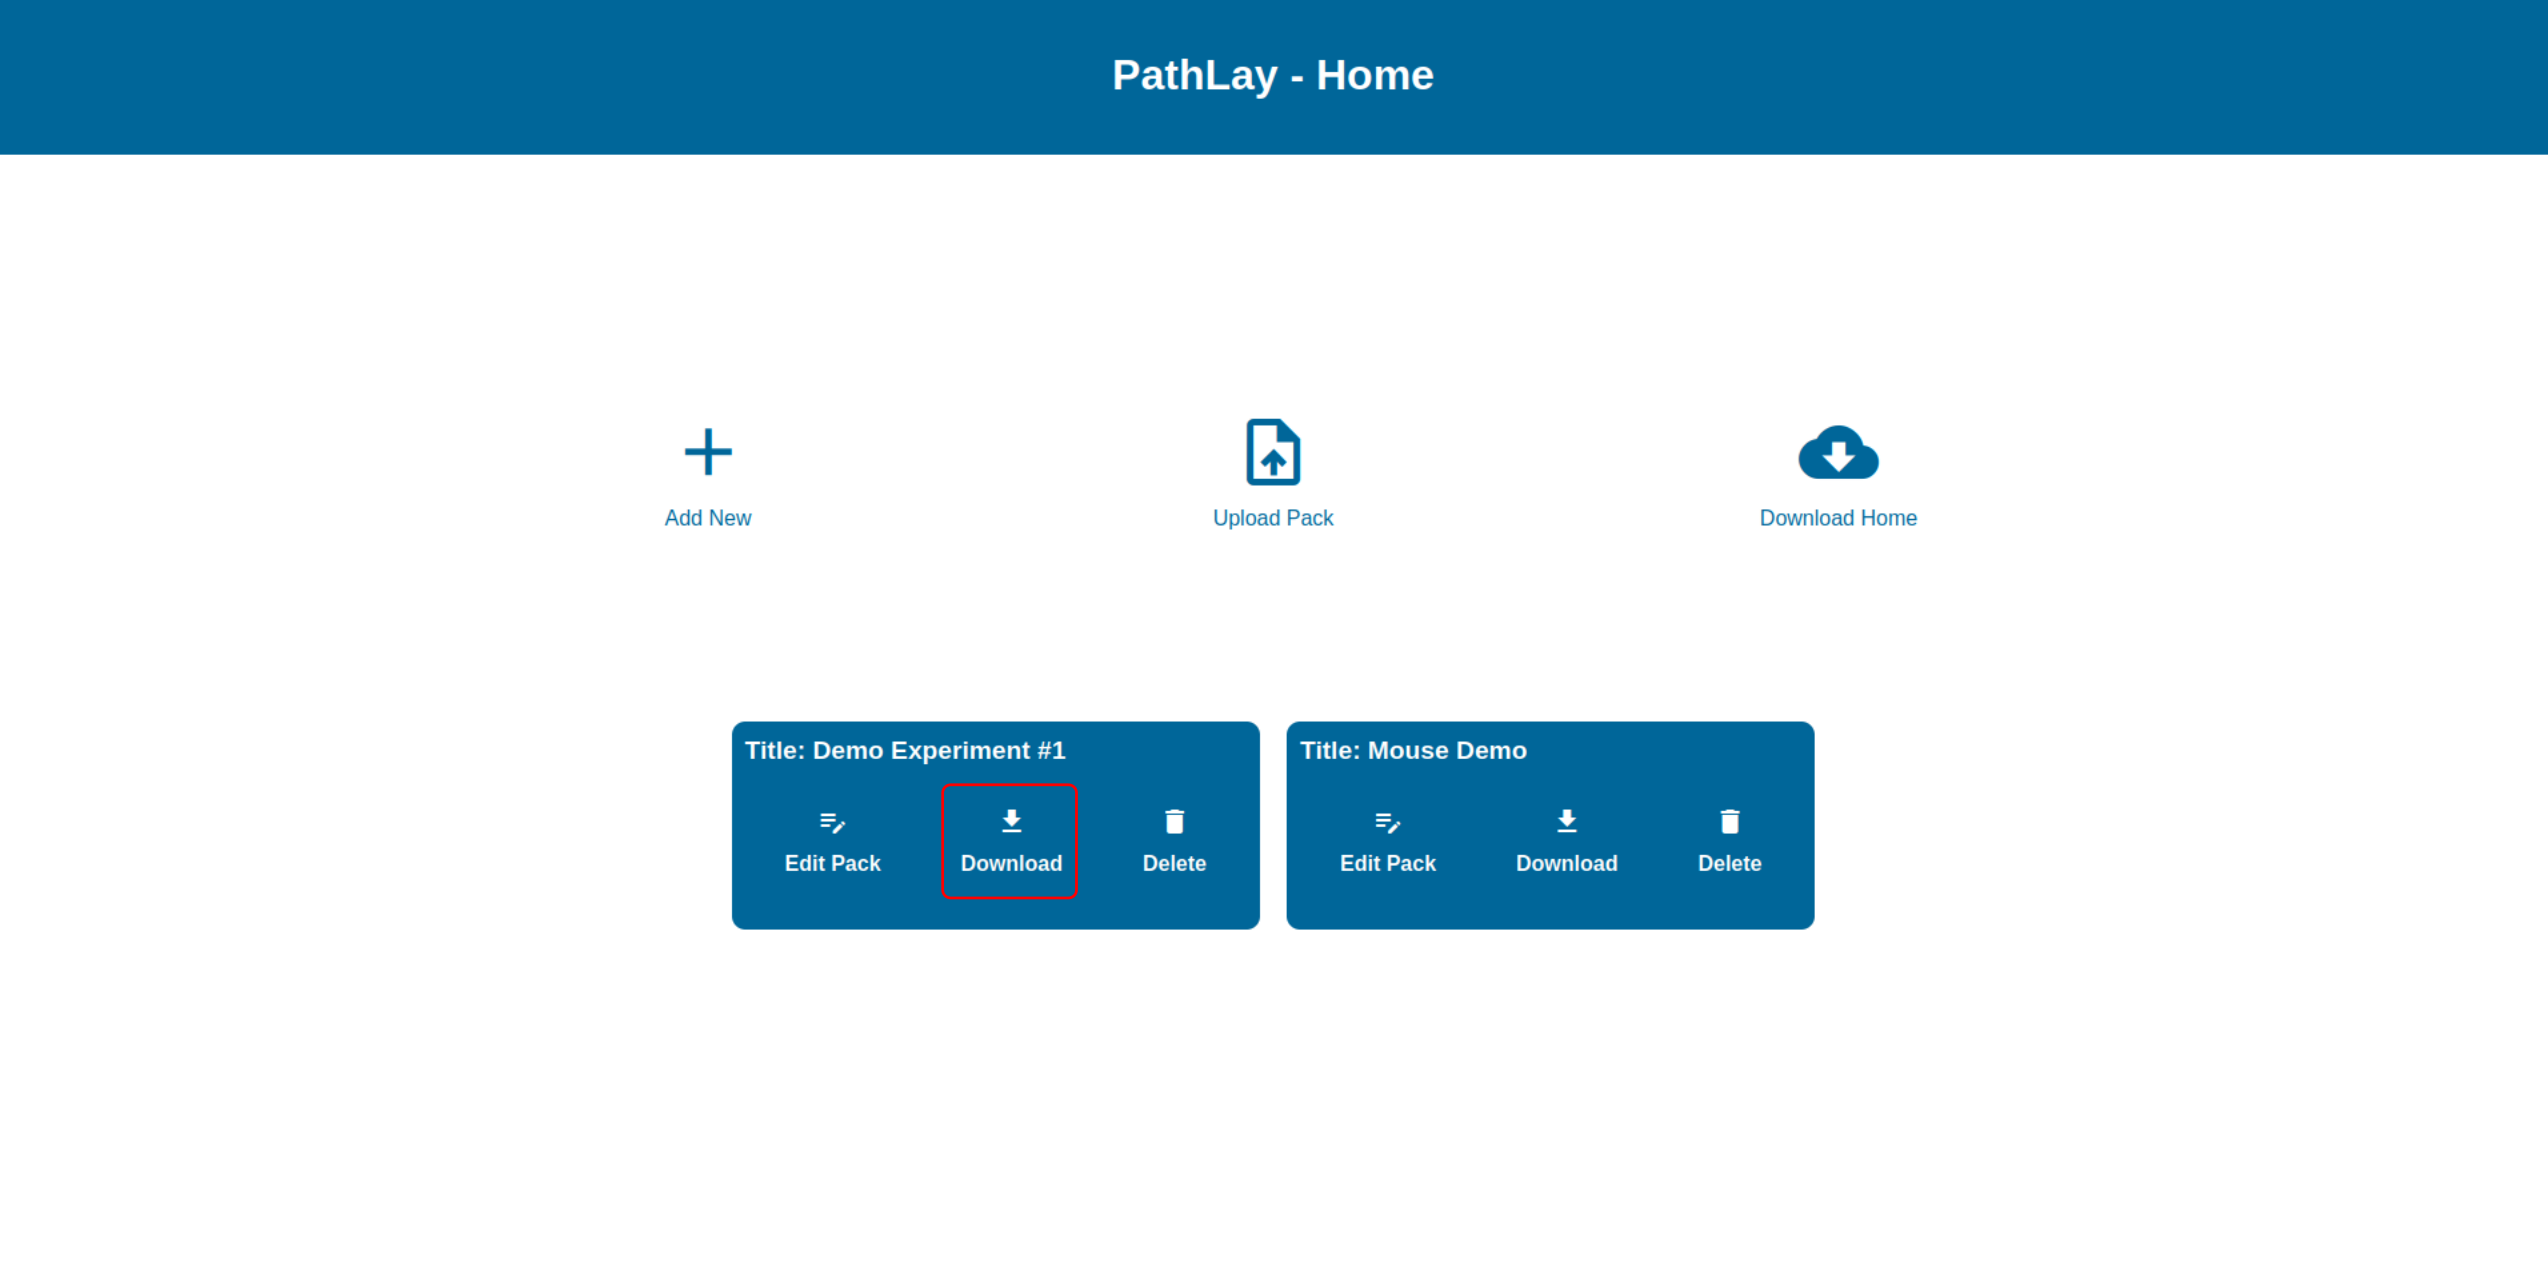 PathLay - Home
Add New
Upload Pack
Download Home
Title: Demo Experiment #1
Edit Pack
Download
Delete
Title: Mouse Demo
Edit Pack
Download
Delete